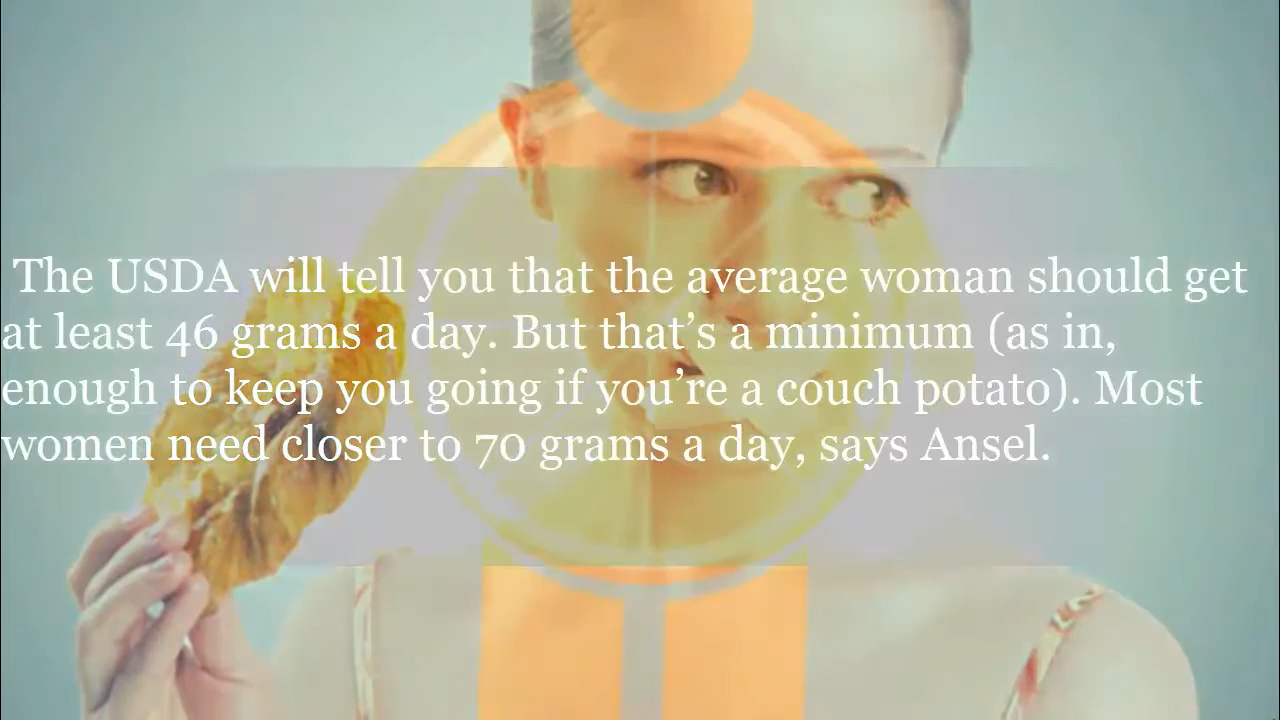 The USDA will tell you that the average woman should get
at least 46 grams a day. But that’s a minimum (as in,
enough to keep you going if you’re a couch potato). Most
women need closer to 70 grams a day, says Ansel.